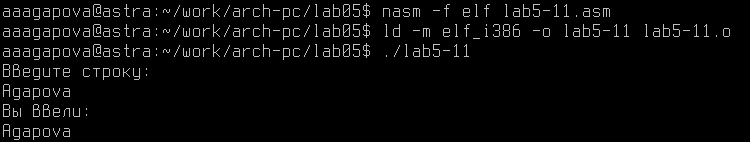 aaagapova@astra:~/work/arch-pc/lab05$ nasm -f elf lab5-11.asm
aaagapova@astra:~/work/arch-pc/lab05$ ld -m elf_i386 -o lab5-11 lab5-11.o
aaagapova@astra:~/work/arch-pc/lab05$ ./lab5-11
Введите строку:
Agapova
Вы ввели:
Agapova